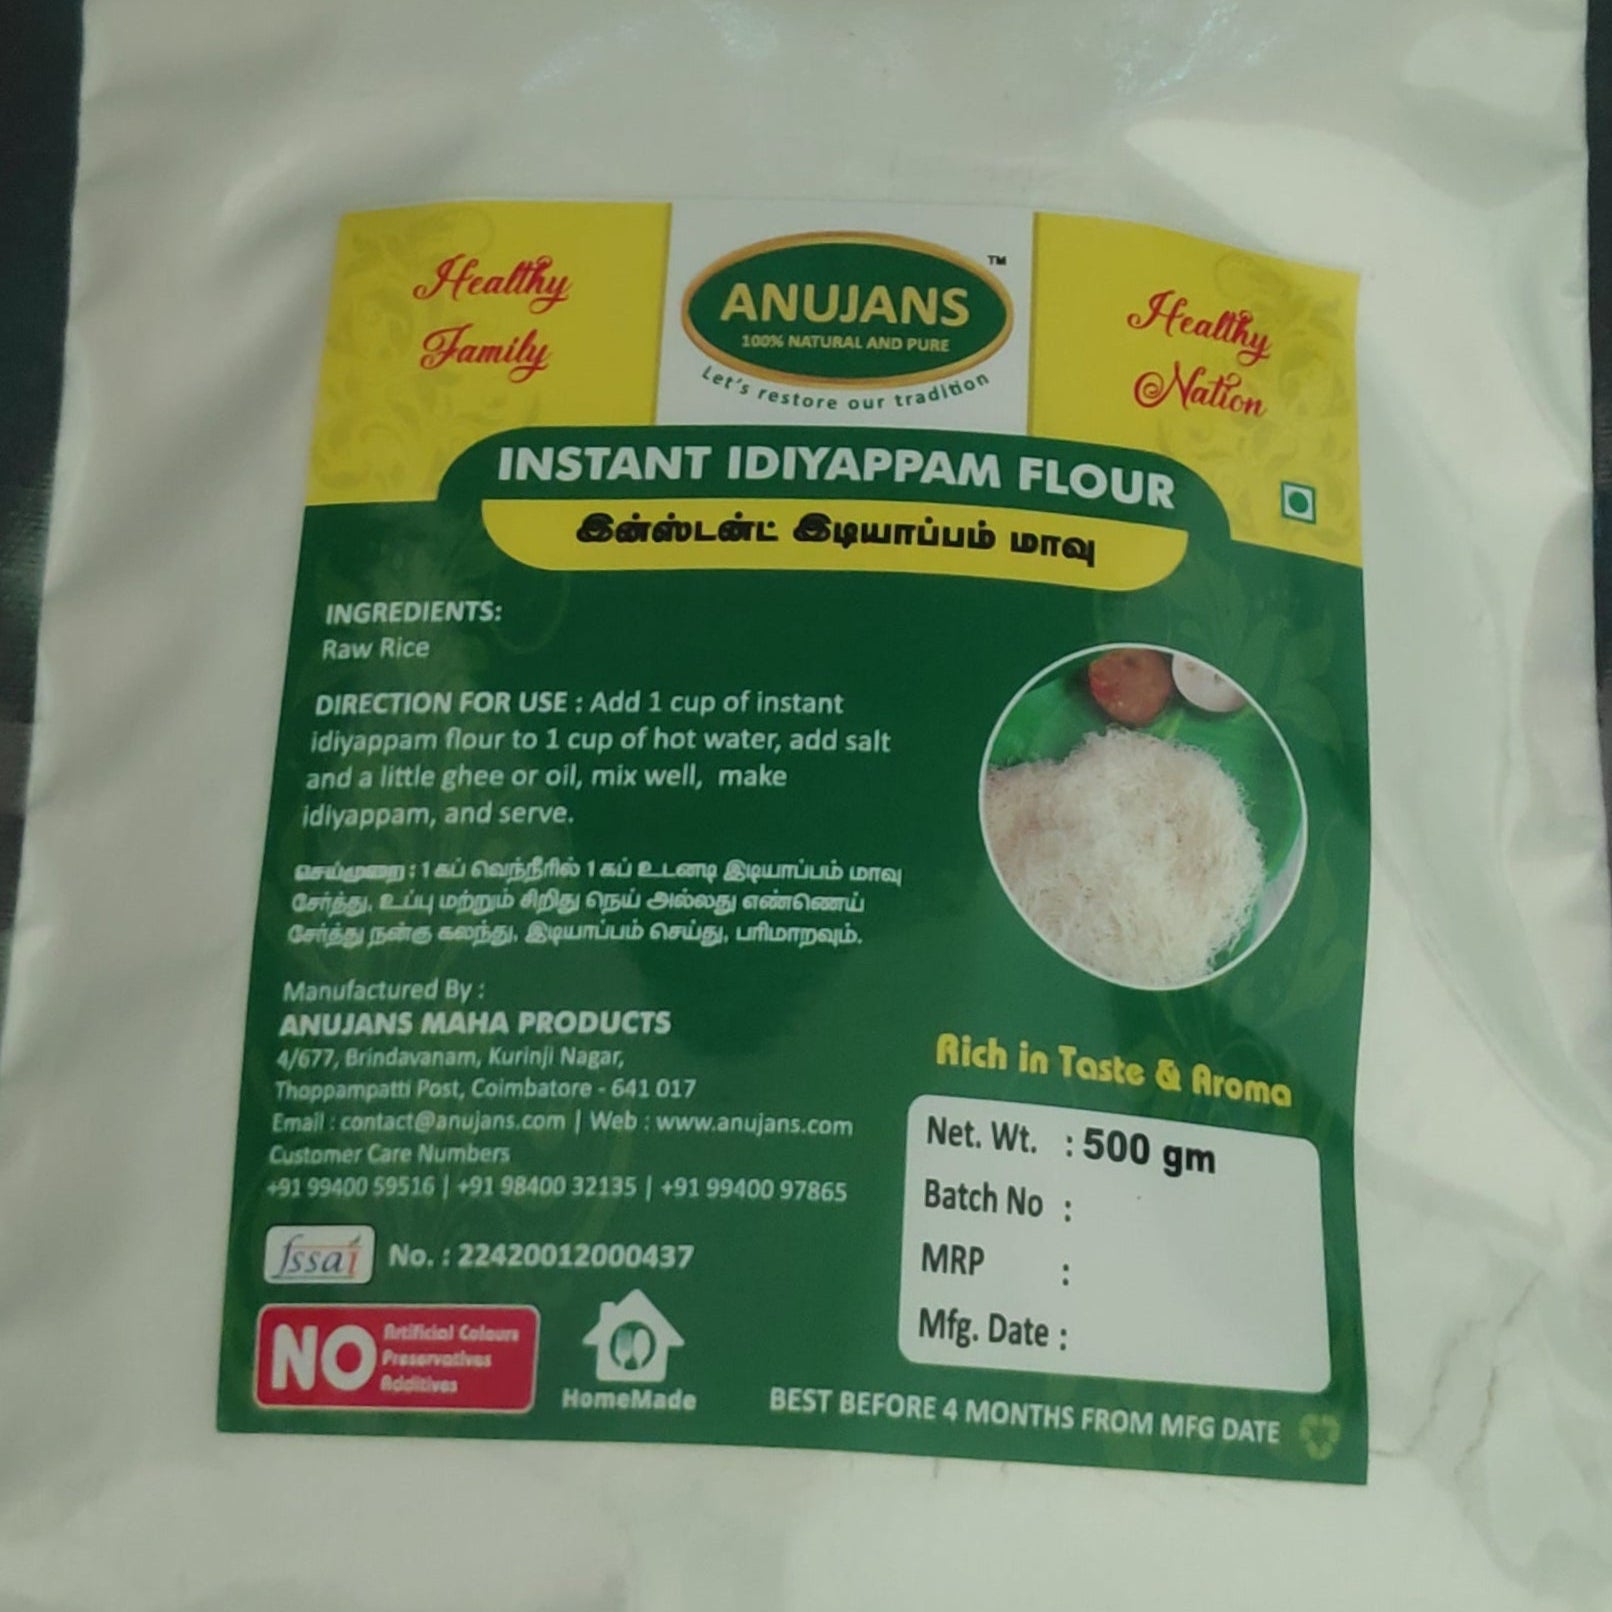 Healthy
Family
ANUJANS
TM
100% NATURAL AND PURE
Let's restore our tradition
Healthy
Nation
INSTANT IDIYAPPAM FLOUR
இன்ஸ்டன்ட் இடியாப்பம் மாவு
INGREDIENTS:
Raw Rice
DIRECTION FOR USE : Add 1 cup of instant
idiyappam flour to 1 cup of hot water, add salt
and a little ghee or oil, mix well, make
idiyappam, and serve.
செய்முறை : 1 கப் வெந்நீரில் 1 கப் உடனடி இடியாப்பம் மாவு
சேர்த்து, உப்பு மற்றும் சிறிது நெய் அல்லது எண்ணெய்
சேர்த்து நன்கு கலந்து, இடியாப்பம் செய்து, பரிமாறவும்.
Manufactured By :
ANUJANS MAHA PRODUCTS
4/677, Brindavanam, Kurinji Nagar,
Thoppampatti Post, Coimbatore - 641 017
Email : contact@anujans.com | Web : www.anujans.com
Customer Care Numbers
+91 99400 59516 | +91 98400 32135 | +91 99400 97865
fssai No. : 22420012000437
NO Artificial Colours
Preservatives
Additives
HomeMade
Rich in Taste & Aroma
Net. Wt. : 500 gm
Batch No :
MRP :
Mfg. Date :
BEST BEFORE 4 MONTHS FROM MFG DATE